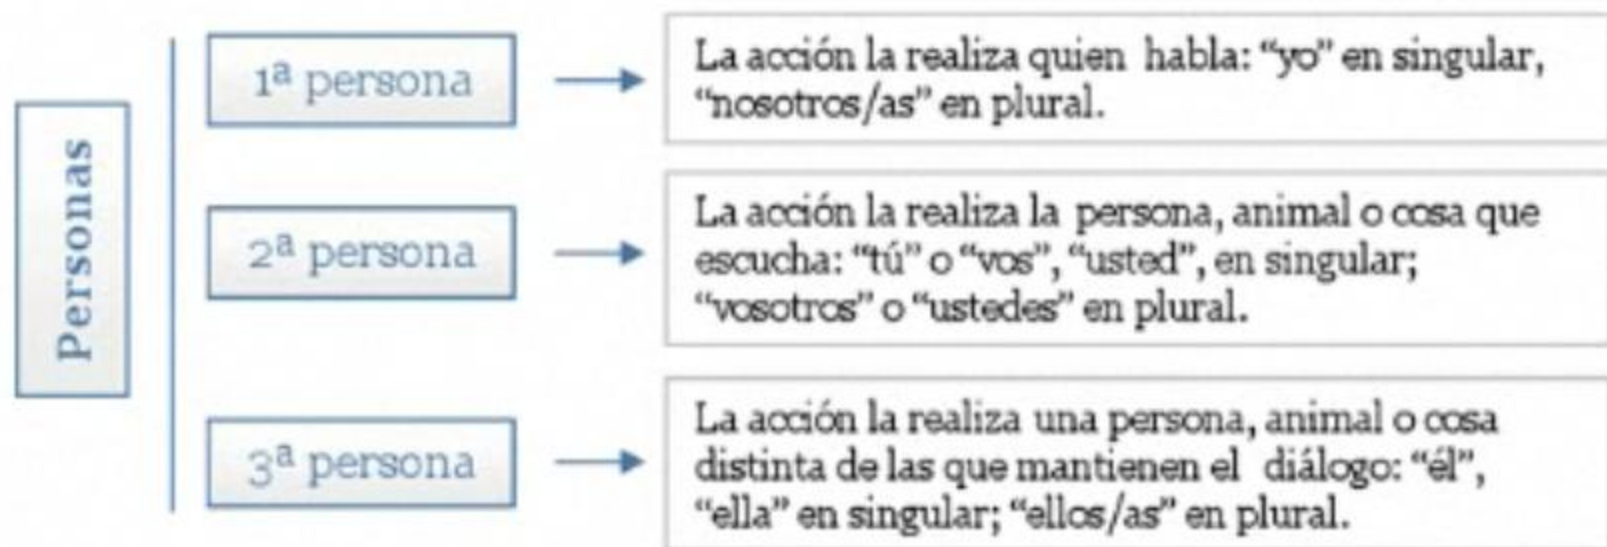 Personas
1ª persona
La acción la realiza quien habla: “yo” en singular,
“nosotros/as” en plural.
2ª persona
La acción la realiza la persona, animal o cosa que
escucha: “tú” o “vos”, “usted”, en singular;
“vosotros” o “ustedes” en plural.
3ª persona
La acción la realiza una persona, animal o cosa
distinta de las que mantienen el diálogo: “él”,
“ella” en singular; “ellos/as” en plural.